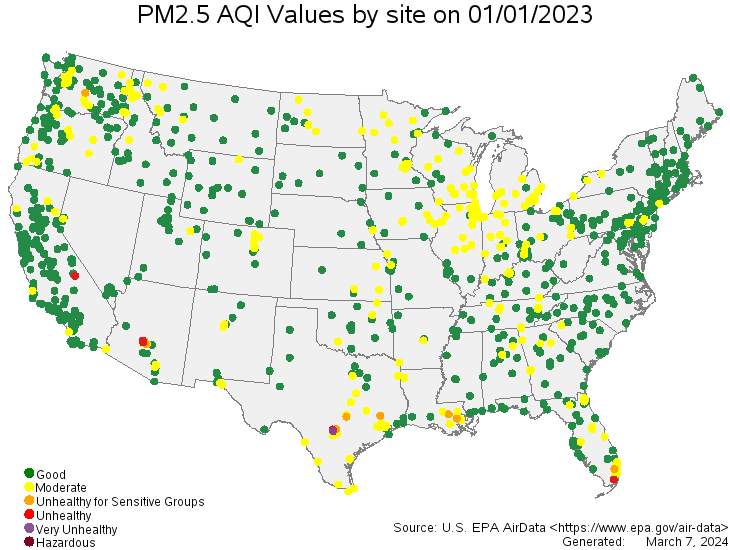 PM2.5 AQI Values by site on 01/01/2023
Good
Moderate
Unhealthy for Sensitive Groups
Unhealthy
Very Unhealthy
Hazardous
Source: U.S. EPA AirData <https://www.epa.gov/air-data>
Generated: March 7, 2024